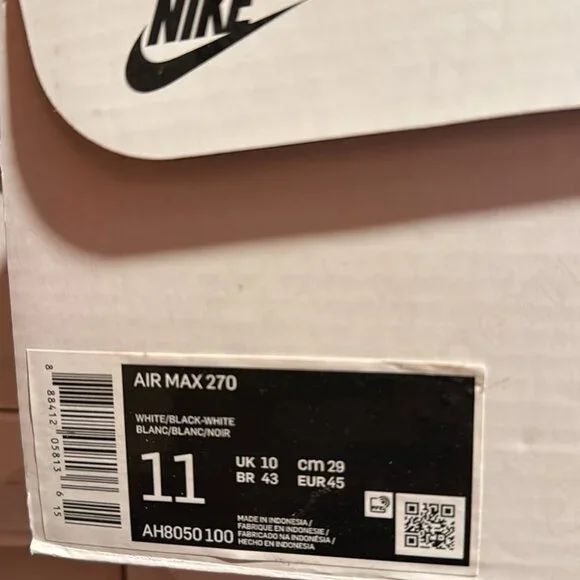 NIKE
AIR MAX 270
WHITE/BLACK-WHITE
BLANC/BLANC/NOIR
11
UK 10 cm 29
BR 43 EUR 45
AH8050 100
MADE IN INDONESIA /
FABRIQUE EN INDONESIE /
FABRICADO NA INDONÉSIA /
HECHO EN INDONESIA
8 88412 05813 6 15